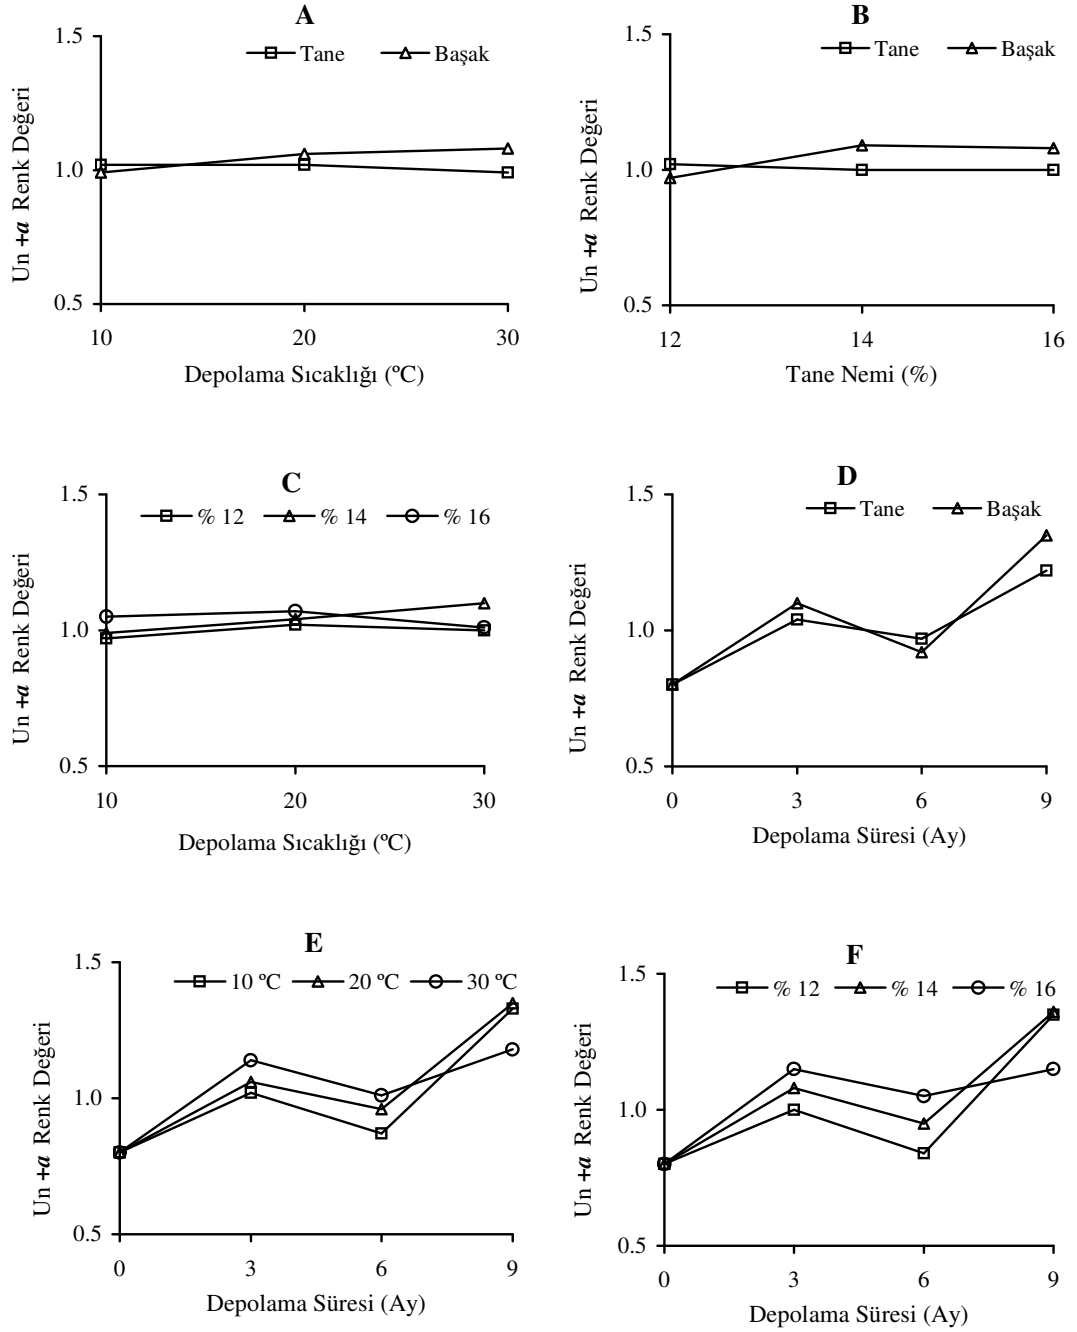 A
1.5
Tane
Başak
Un +a Renk Değeri
1.0
0.5
10
20
30
Depolama Sıcaklığı (ºC)
B
1.5
Tane
Başak
Un +a Renk Değeri
1.0
0.5
12
14
16
Tane Nemi (%)
C
1.5
% 12
% 14
% 16
Un +a Renk Değeri
1.0
0.5
10
20
30
Depolama Sıcaklığı (ºC)
D
1.5
Tane
Başak
Un +a Renk Değeri
1.0
0.5
0
3
6
9
Depolama Süresi (Ay)
E
1.5
10 ºC
20 ºC
30 ºC
Un +a Renk Değeri
1.0
0.5
0
3
6
9
Depolama Süresi (Ay)
F
1.5
% 12
% 14
% 16
Un +a Renk Değeri
1.0
0.5
0
3
6
9
Depolama Süresi (Ay)